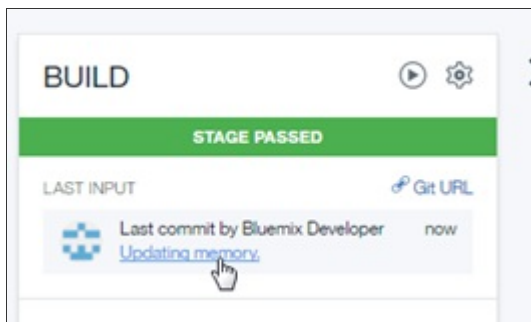 BUILD
STAGE PASSED
LAST INPUT Git URL
Last commit by Bluemix Developer now
Updating memory.